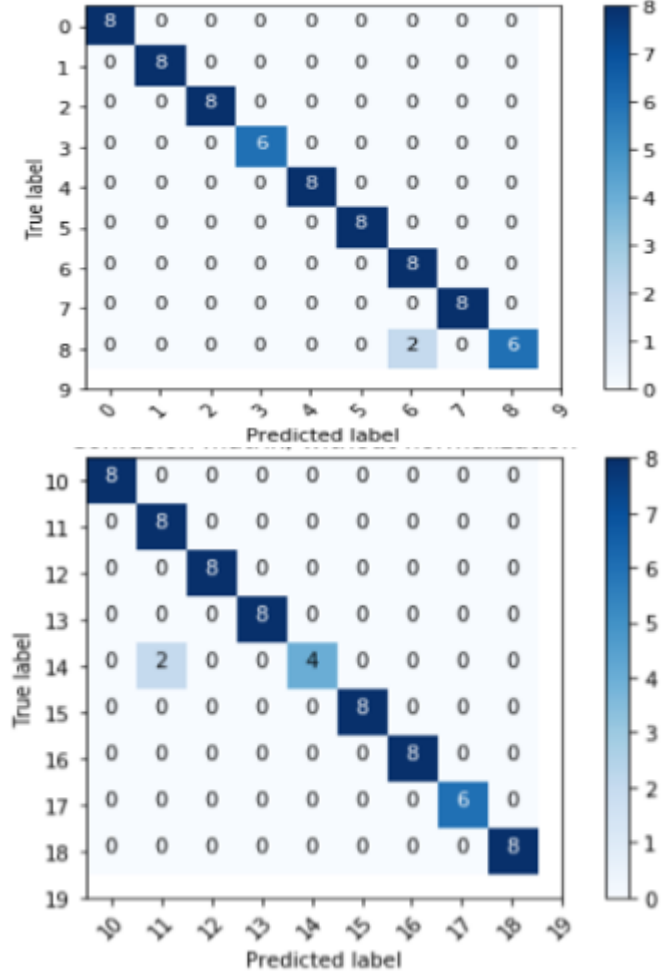 True label
0 8 0 0 0 0 0 0 0 0
1 0 8 0 0 0 0 0 0 0
2 0 0 8 0 0 0 0 0 0
3 0 0 0 6 0 0 0 0 0
4 0 0 0 0 8 0 0 0 0
5 0 0 0 0 0 8 0 0 0
6 0 0 0 0 0 0 8 0 0
7 0 0 0 0 0 0 0 8 0
8 0 0 0 0 0 0 2 0 6
9
0 1 2 3 4 5 6 7 8 9
Predicted label
8
7
6
5
4
3
2
1
0
True label
10 8 0 0 0 0 0 0 0 0
11 0 8 0 0 0 0 0 0 0
12 0 0 8 0 0 0 0 0 0
13 0 0 0 8 0 0 0 0 0
14 0 2 0 0 4 0 0 0 0
15 0 0 0 0 0 8 0 0 0
16 0 0 0 0 0 0 8 0 0
17 0 0 0 0 0 0 0 6 0
18 0 0 0 0 0 0 0 0 8
19
10 11 12 13 14 15 16 17 18 19
Predicted label
8
7
6
5
4
3
2
1
0